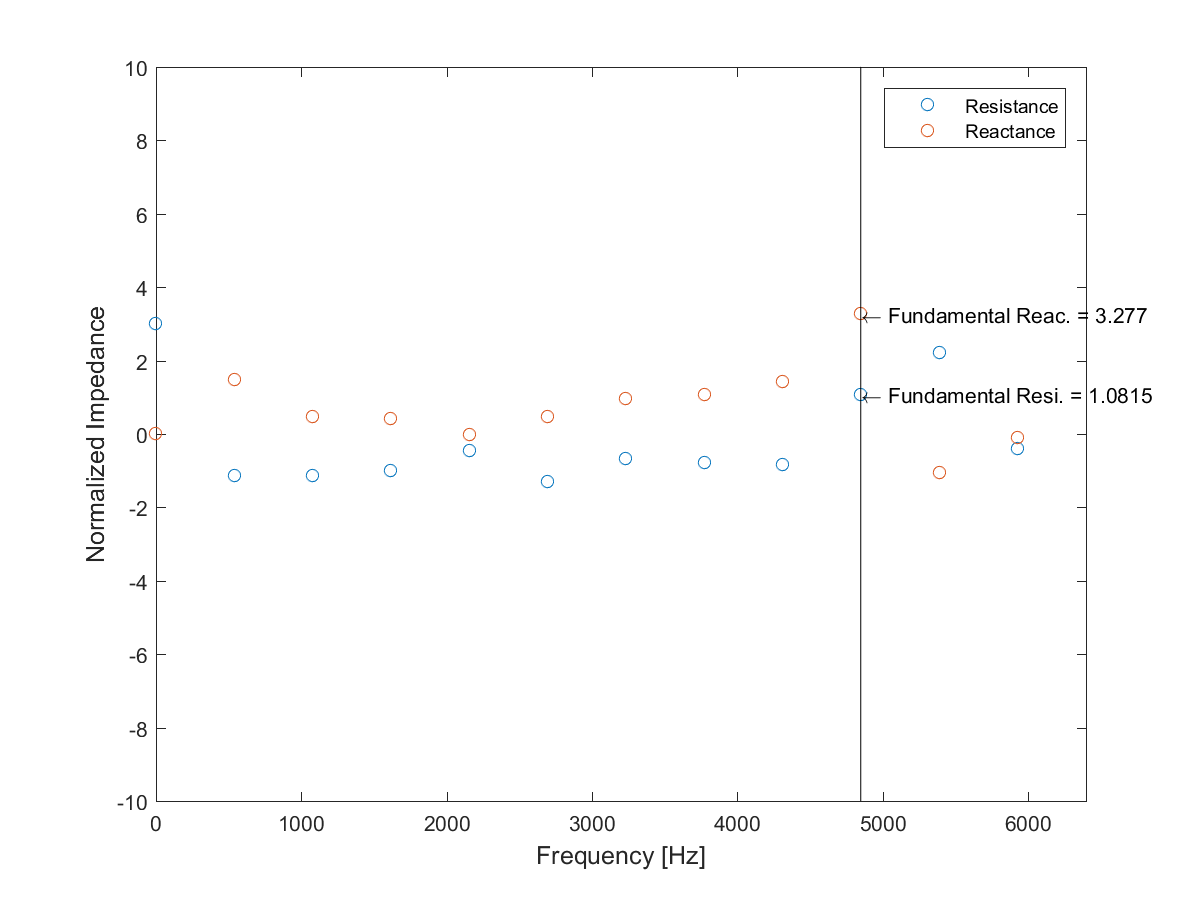 10
8
6
4
2
0
-2
-4
-6
-8
-10
Normalized Impedance
Resistance
Reactance
← Fundamental Reac. = 3.277
← Fundamental Resi. = 1.0815
0 1000 2000 3000 4000 5000 6000
Frequency [Hz]